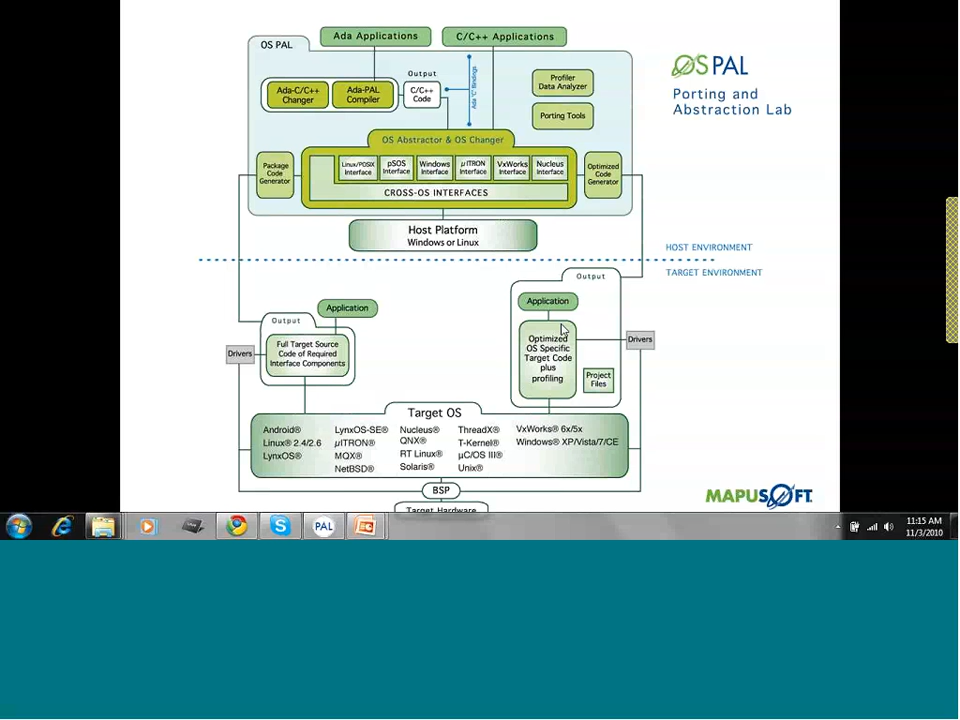 OS PAL
Ada Applications
C/C++ Applications
Ada-C/C++
Changer
Ada-PAL
Compiler
Output
C/C++
Code
Ada 'C' Bindings
Profiler
Data Analyzer
Porting Tools
OS PAL
Porting and
Abstraction Lab
OS Abstractor & OS Changer
Package
Code
Generator
Linux/POSIX
Interface
pSOS
Interface
Windows
Interface
µITRON
Interface
VxWorks
Interface
Nucleus
Interface
CROSS-OS INTERFACES
Optimized
Code
Generator
Host Platform
Windows or Linux
HOST ENVIRONMENT
TARGET ENVIRONMENT
Application
Output
Full Target Source
Code of Required
Interface Components
Drivers
Output
Application
Optimized
OS Specific
Target Code
plus
profiling
Project
Files
Drivers
Target OS
Android®
Linux® 2.4/2.6
LynxOS®
LynxOS-SE®
µITRON®
MQX®
NetBSD®
Nucleus®
QNX®
RT Linux®
Solaris®
ThreadX®
T-Kernel®
µC/OS III®
Unix®
VxWorks® 6x/5x
Windows® XP/Vista/7/CE
BSP
Target Hardware
MAPUSOFT
PAL
11:15 AM
11/3/2010